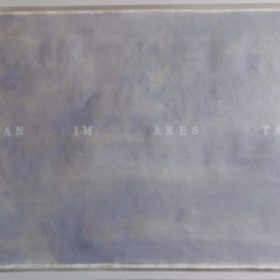 AN IM ARES TA